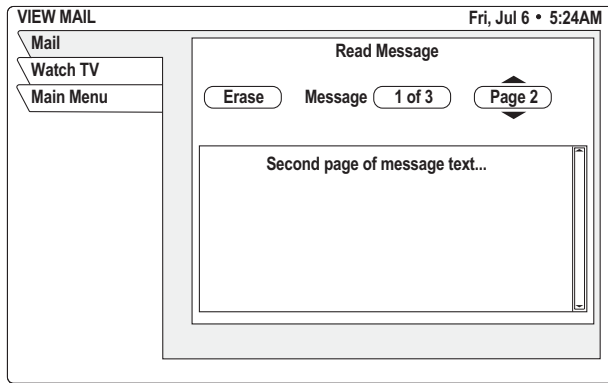 VIEW MAIL Fri, Jul 6 • 5:24AM
Mail
Watch TV
Main Menu
Read Message
Erase Message 1 of 3 Page 2
Second page of message text...